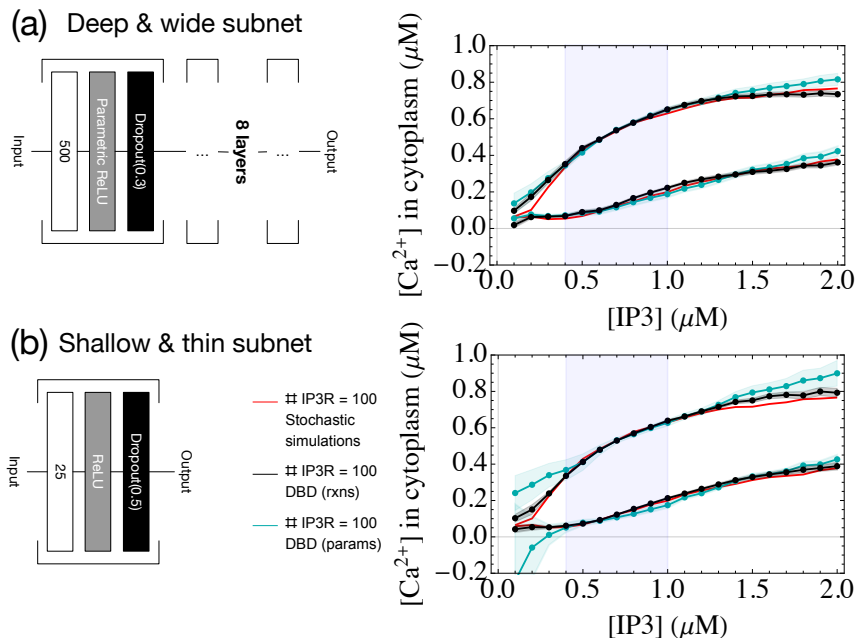 (a) Deep & wide subnet
Input
500
Parametric ReLU
Dropout(0.3)
...
8 layers
...
Output
[Ca2+] in cytoplasm (μM)
1.0
0.8
0.6
0.4
0.2
0.0
−0.2
0.0 0.5 1.0 1.5 2.0
[IP3] (μM)
(b) Shallow & thin subnet
Input
25
ReLU
Dropout(0.5)
Output
# IP3R = 100
Stochastic
simulations
# IP3R = 100
DBD (rxns)
# IP3R = 100
DBD (params)
[Ca2+] in cytoplasm (μM)
1.0
0.8
0.6
0.4
0.2
0.0
−0.2
0.0 0.5 1.0 1.5 2.0
[IP3] (μM)